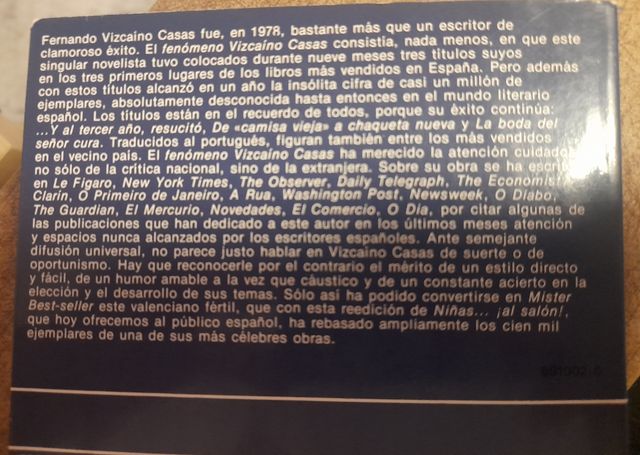 Fernando Vizcaíno Casas fue, en 1978, bastante más que un escritor de
clamoroso éxito. El fenómeno Vizcaíno Casas consistía, nada menos, en que este
singular novelista tuvo colocados durante nueve meses tres títulos suyos
en los tres primeros lugares de los libros más vendidos en España. Pero además
con estos títulos alcanzó en un año la insólita cifra de casi un millón de
ejemplares, absolutamente desconocida hasta entonces en el mundo literario
español. Los títulos están en el recuerdo de todos, porque su éxito continúa:
...Y al tercer año, resucitó, De «camisa vieja» a chaqueta nueva y La boda del
señor cura. Traducidos al portugués, figuran también entre los más vendidos
en el vecino país. El fenómeno Vizcaíno Casas ha merecido la atención cuidadosa
no sólo de la crítica nacional, sino de la extranjera. Sobre su obra se ha escrito
en Le Figaro, New York Times, The Observer, Daily Telegraph, The Economist,
Clarín, O Primeiro de Janeiro, A Rua, Washington Post, Newsweek, O Diabo,
The Guardian, El Mercurio, Novedades, El Comercio, O Día, por citar algunas de
las publicaciones que han dedicado a este autor en los últimos meses atención
y espacios nunca alcanzados por los escritores españoles. Ante semejante
difusión universal, no parece justo hablar en Vizcaíno Casas de suerte o de
oportunismo. Hay que reconocerle por el contrario el mérito de un estilo directo
y fácil, de un humor amable a la vez que cáustico y de un constante acierto en la
elección y el desarrollo de sus temas. Sólo así ha podido convertirse en Mister
Best-seller este valenciano fértil, que con esta reedición de Niñas... ¡al salón!,
que hoy ofrecemos al público español, ha rebasado ampliamente los cien mil
ejemplares de una de sus más célebres obras.